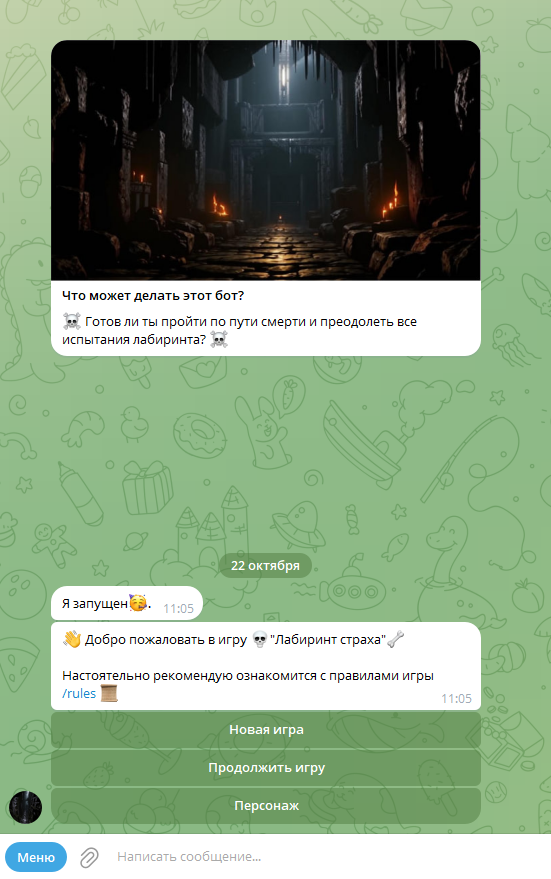 Что может делать этот бот?
☠️ Готов ли ты пройти по пути смерти и преодолеть все
испытания лабиринта? ☠️
22 октября
Я запущен🥳. 11:05
👋 Добро пожаловать в игру 💀"Лабиринт страха"🦴
Настоятельно рекомендую ознакомится с правилами игры
/rules 📜 11:05
Новая игра
Продолжить игру
Персонаж
Меню
Написать сообщение...